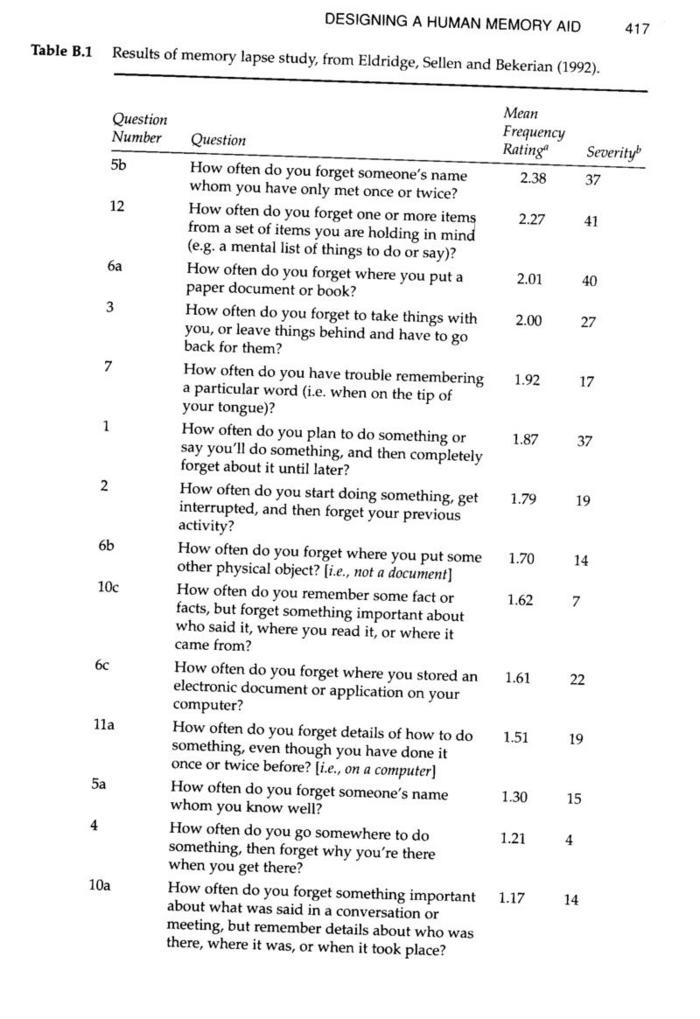 DESIGNING A HUMAN MEMORY AID 417
Table B.1 Results of memory lapse study, from Eldridge, Sellen and Bekerian (1992).
Question Number Question Mean Frequency Ratingᵃ Severityᵇ
5b How often do you forget someone's name 2.38 37
whom you have only met once or twice?
12 How often do you forget one or more items 2.27 41
from a set of items you are holding in mind
(e.g. a mental list of things to do or say)?
6a How often do you forget where you put a 2.01 40
paper document or book?
3 How often do you forget to take things with 2.00 27
you, or leave things behind and have to go
back for them?
7 How often do you have trouble remembering 1.92 17
a particular word (i.e. when on the tip of
your tongue)?
1 How often do you plan to do something or 1.87 37
say you'll do something, and then completely
forget about it until later?
2 How often do you start doing something, get 1.79 19
interrupted, and then forget your previous
activity?
6b How often do you forget where you put some 1.70 14
other physical object? [i.e., not a document]
10c How often do you remember some fact or 1.62 7
facts, but forget something important about
who said it, where you read it, or where it
came from?
6c How often do you forget where you stored an 1.61 22
electronic document or application on your
computer?
11a How often do you forget details of how to do 1.51 19
something, even though you have done it
once or twice before? [i.e., on a computer]
5a How often do you forget someone's name 1.30 15
whom you know well?
4 How often do you go somewhere to do 1.21 4
something, then forget why you're there
when you get there?
10a How often do you forget something important 1.17 14
about what was said in a conversation or
meeting, but remember details about who was
there, where it was, or when it took place?